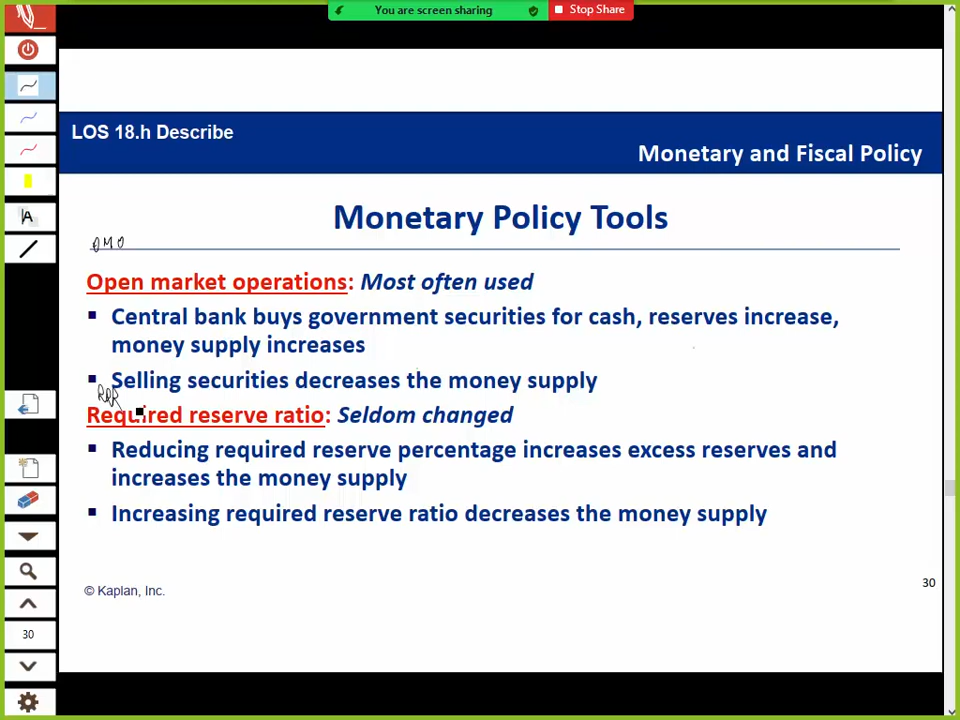 You are screen sharing Stop Share
LOS 18.h Describe
Monetary and Fiscal Policy
Monetary Policy Tools
OMO
Open market operations: Most often used
▪ Central bank buys government securities for cash, reserves increase,
money supply increases
▪ Selling securities decreases the money supply
RRR
Required reserve ratio: Seldom changed
▪ Reducing required reserve percentage increases excess reserves and
increases the money supply
▪ Increasing required reserve ratio decreases the money supply
© Kaplan, Inc.
30
A
30